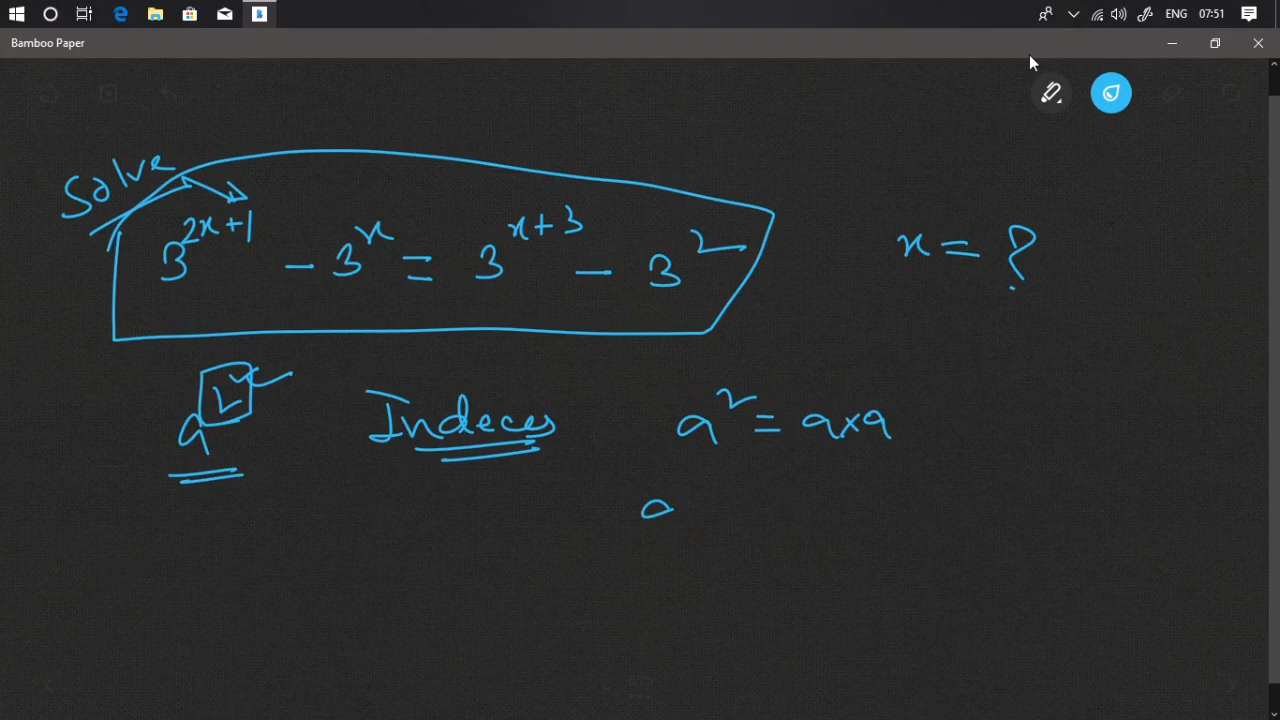 ENG 07:51
Bamboo Paper
Solve
3^{2x+1} - 3^x = 3^{x+3} - 3^2
x = ?
a^2 Indeces a^2 = a×a
a